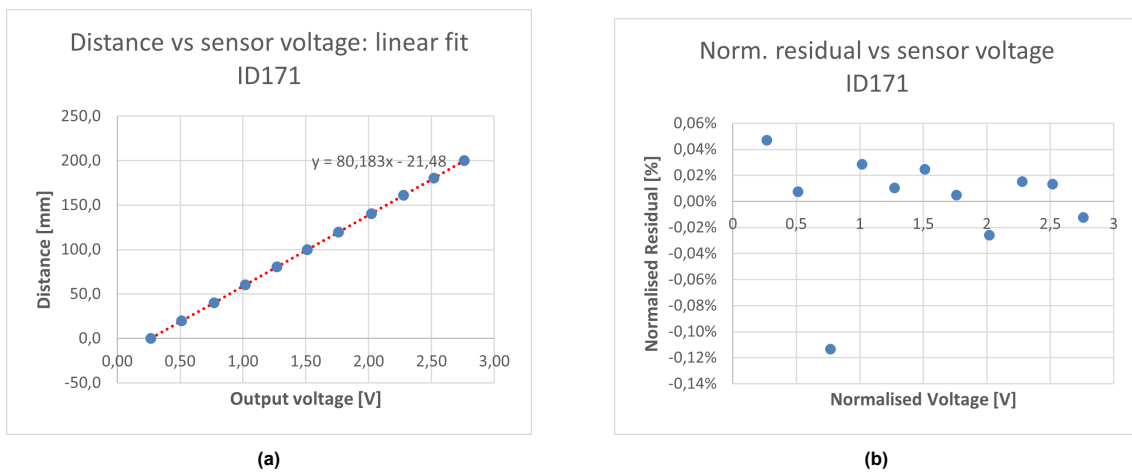 Distance vs sensor voltage: linear fit
ID171
250,0
200,0
y = 80,183x - 21,48
150,0
100,0
50,0
0,0
0,00 0,50 1,00 1,50 2,00 2,50 3,00
-50,0
Distance [mm]
Output voltage [V]
(a)
Norm. residual vs sensor voltage
ID171
0,06%
0,04%
0,02%
0,00%
0 0,5 1 1,5 2 2,5 3
-0,02%
-0,04%
-0,06%
-0,08%
-0,10%
-0,12%
-0,14%
Normalised Residual [%]
Normalised Voltage [V]
(b)